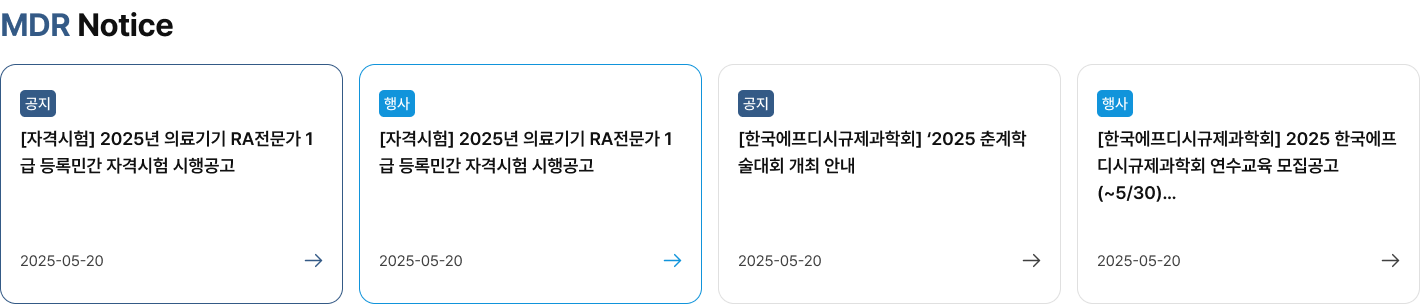 MDR Notice
공지
[자격시험] 2025년 의료기기 RA전문가 1
급 등록민간 자격시험 시행공고
2025-05-20
행사
[자격시험] 2025년 의료기기 RA전문가 1
급 등록민간 자격시험 시행공고
2025-05-20
공지
[한국에프디시규제과학회] ‘2025 춘계학
술대회 개최 안내
2025-05-20
행사
[한국에프디시규제과학회] 2025 한국에프
디시규제과학회 연수교육 모집공고
(~5/30)...
2025-05-20